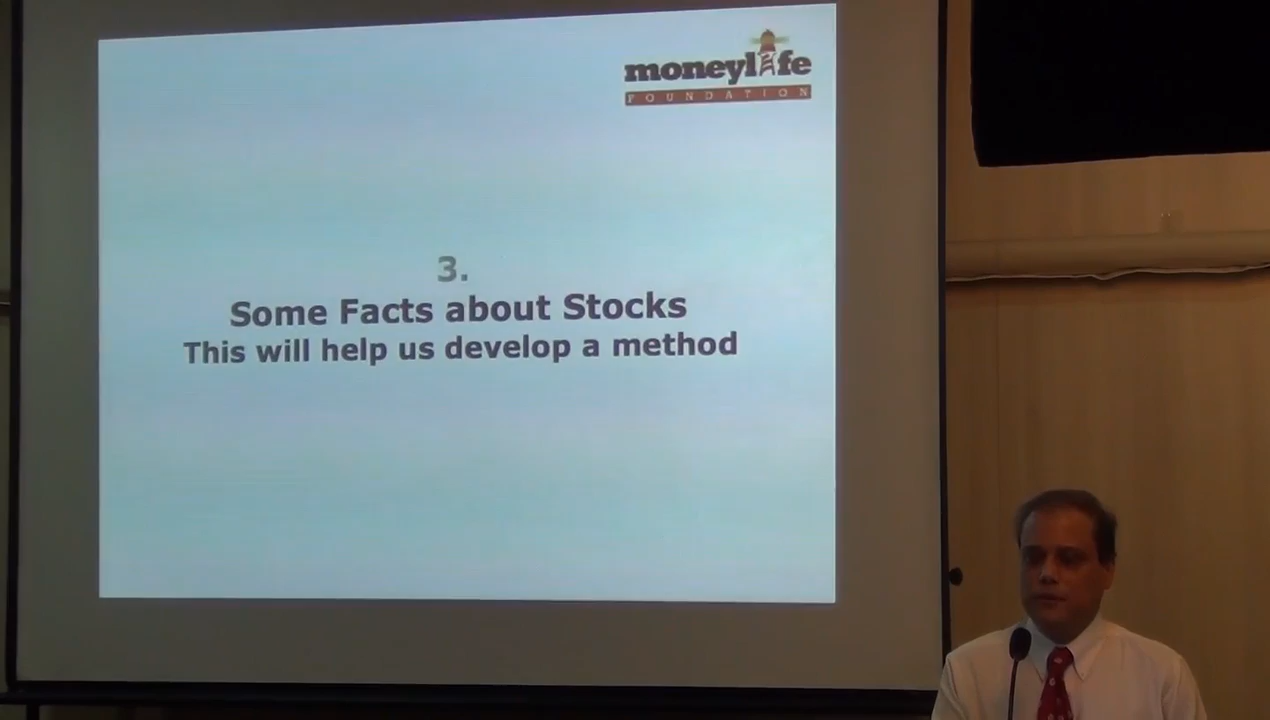 moneylife
FOUNDATION
3.
Some Facts about Stocks
This will help us develop a method